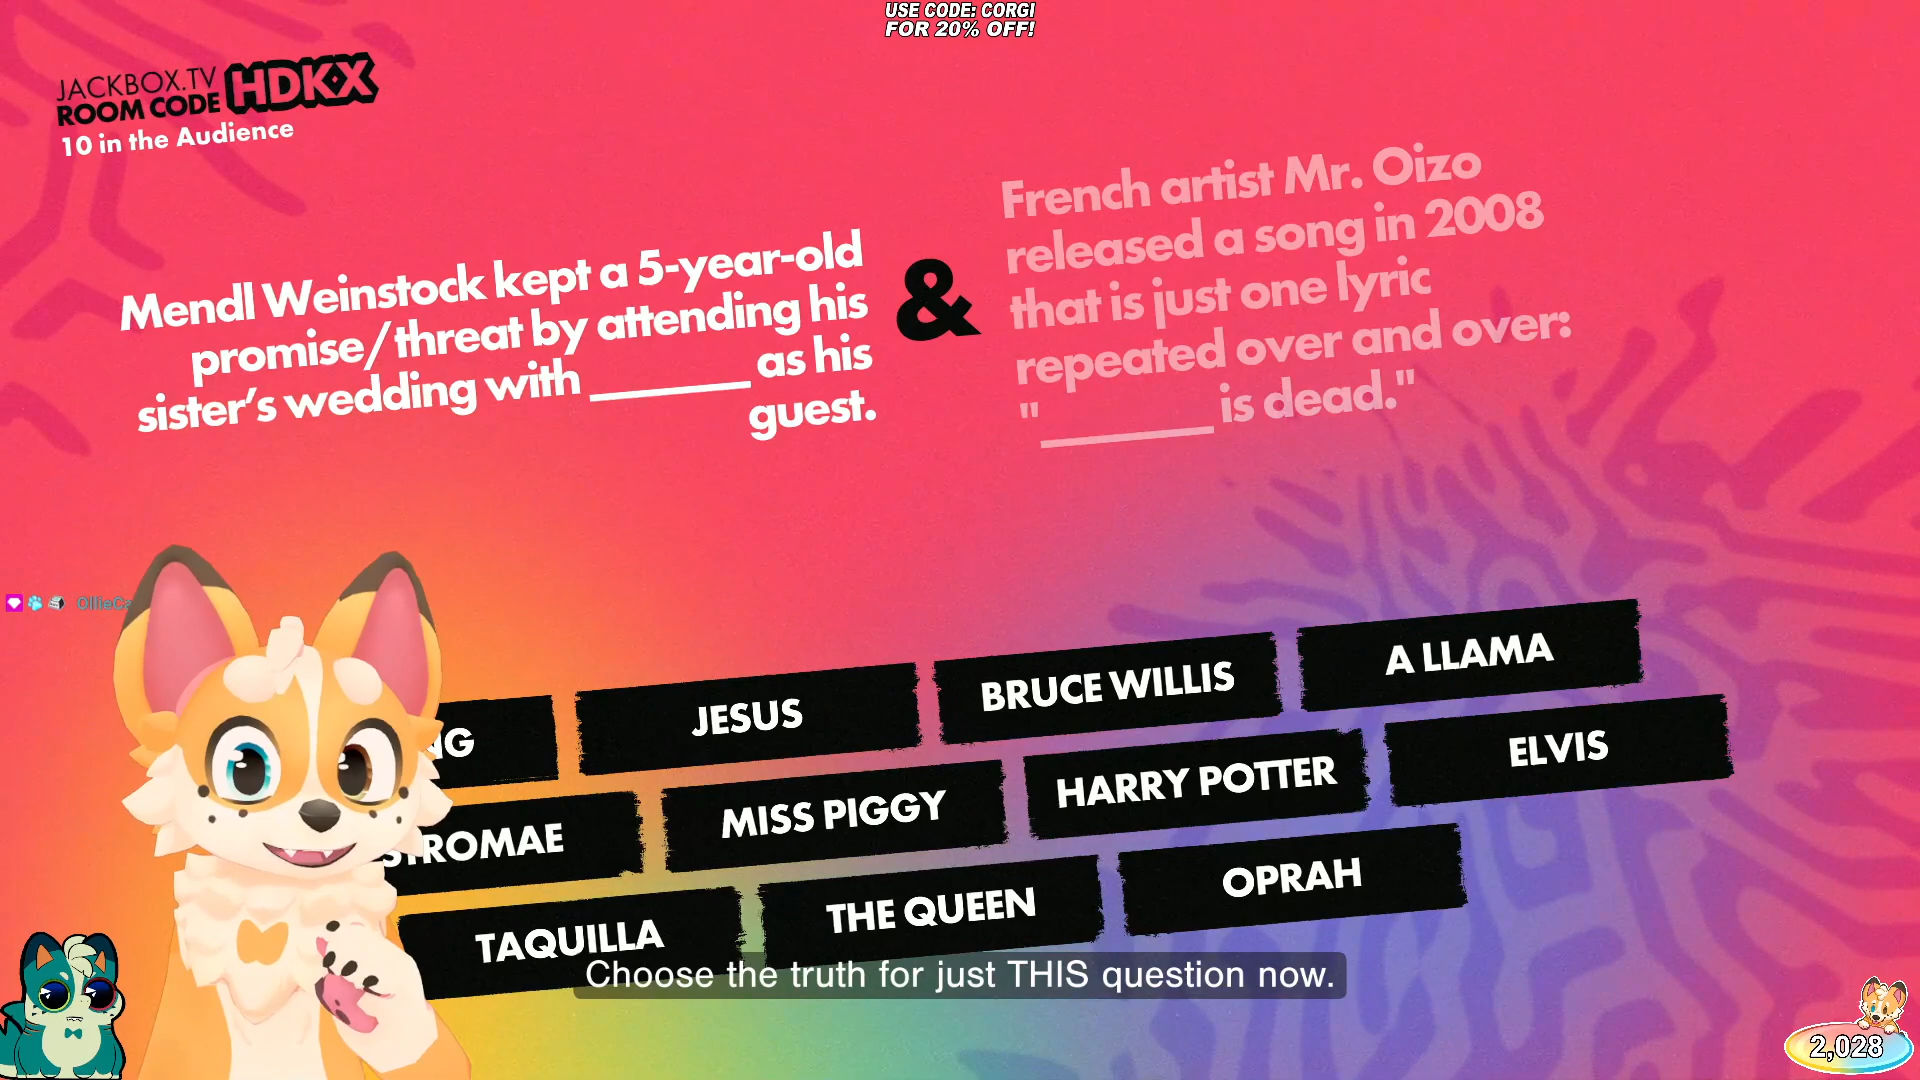 USE CODE: CORGI
FOR 20% OFF!
JACKBOX.TV
ROOM CODE HDKX
10 in the Audience
Mendl Weinstock kept a 5-year-old
promise/threat by attending his
sister's wedding with ______ as his
guest.
&
French artist Mr. Oizo
released a song in 2008
that is just one lyric
repeated over and over:
"______ is dead."
JESUS
BRUCE WILLIS
A LLAMA
STROMAE
MISS PIGGY
HARRY POTTER
ELVIS
TAQUILLA
THE QUEEN
OPRAH
Choose the truth for just THIS question now.
2,028